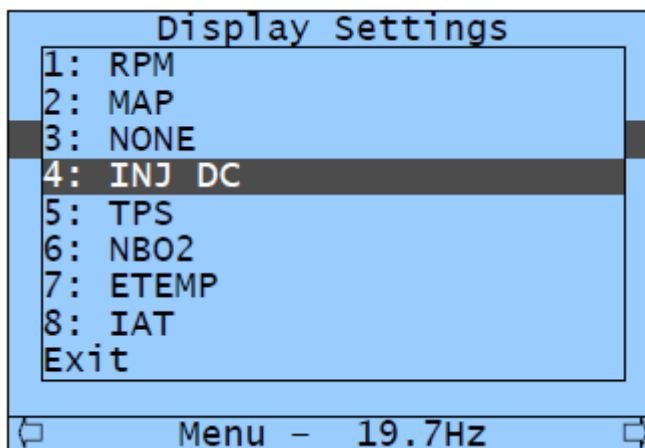 Display Settings
1: RPM
2: MAP
3: NONE
4: INJ DC
5: TPS
6: NBO2
7: ETEMP
8: IAT
Exit
Menu – 19.7Hz